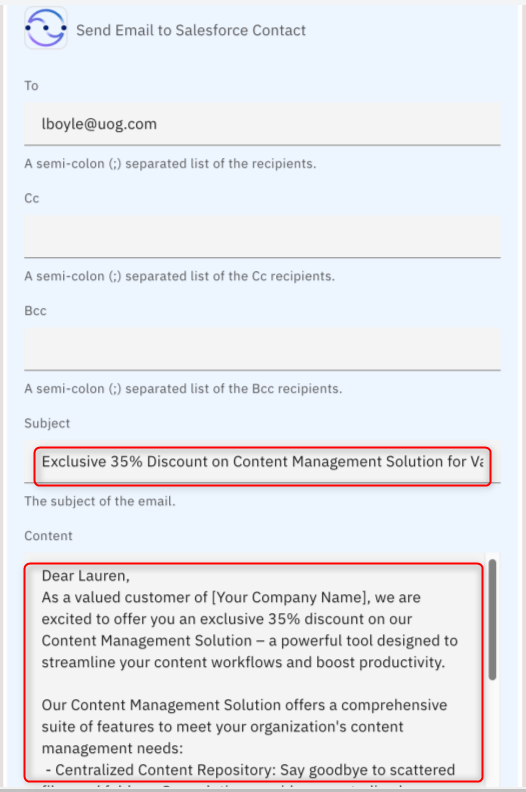 Send Email to Salesforce Contact
To
lboyle@uog.com
A semi-colon (;) separated list of the recipients.
Cc
A semi-colon (;) separated list of the Cc recipients.
Bcc
A semi-colon (;) separated list of the Bcc recipients.
Subject
Exclusive 35% Discount on Content Management Solution for Va
The subject of the email.
Content
Dear Lauren,
As a valued customer of [Your Company Name], we are
excited to offer you an exclusive 35% discount on our
Content Management Solution – a powerful tool designed to
streamline your content workflows and boost productivity.
Our Content Management Solution offers a comprehensive
suite of features to meet your organization's content
management needs:
- Centralized Content Repository: Say goodbye to scattered